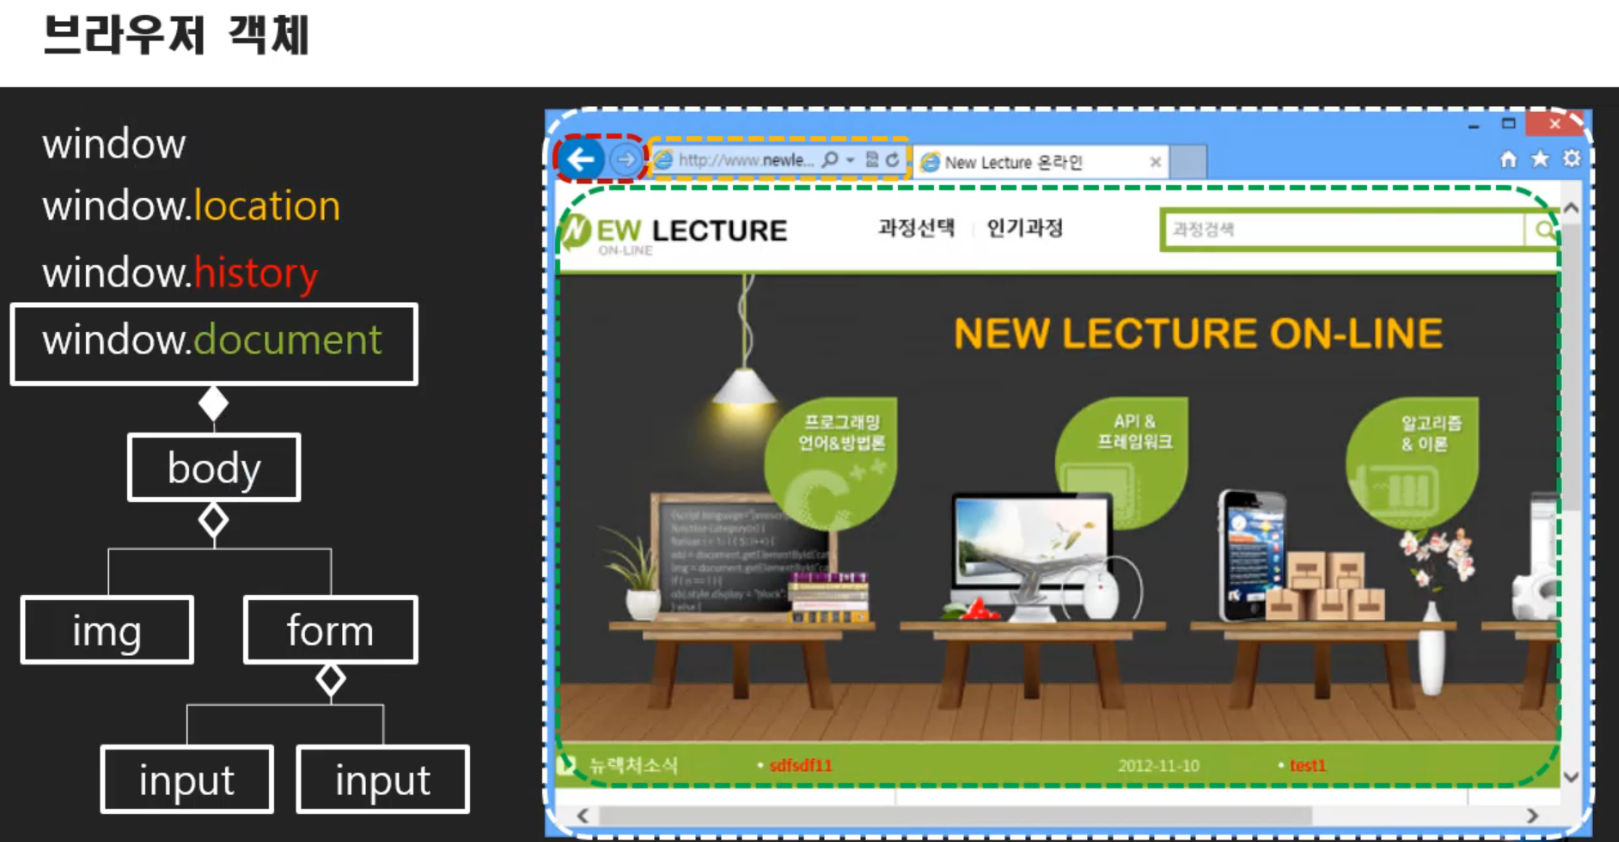 브라우저 객체
window
window.location
window.history
window.document
body
img
form
input
input
http://www.newle...
New Lecture 온라인
NEW LECTURE
ON-LINE
과정선택
인기과정
과정검색
NEW LECTURE ON-LINE
프로그래밍
언어&방법론
C++
API &
프레임워크
알고리즘
& 이론
뉴렉처소식
• sdfsdf11
2012-11-10
• test1